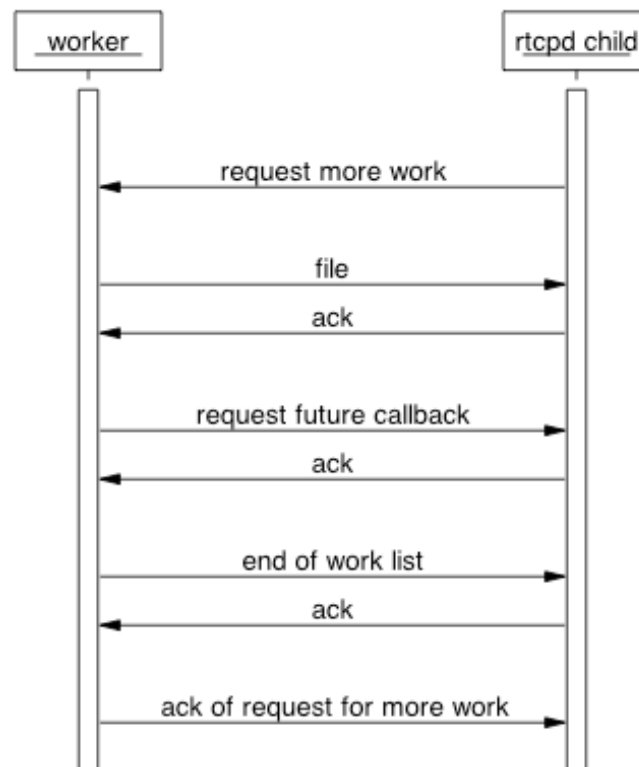 worker
rtcpd child
request more work
file
ack
request future callback
ack
end of work list
ack
ack of request for more work